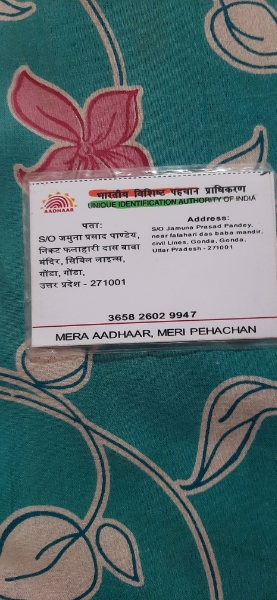 भारतीय विशिष्ट पहचान प्राधिकरण
UNIQUE IDENTIFICATION AUTHORITY OF INDIA
AADHAAR
पता:
S/O जमुना प्रसाद पाण्डेय,
निकट फलाहारी दास बाबा
मंदिर, सिविल लाइन्स,
गोंडा, गोंडा,
उत्तर प्रदेश - 271001
Address:
S/O Jamuna Prasad Pandey,
near falahari das baba mandir,
civil Lines, Gonda, Gonda,
Uttar Pradesh - 271001
3658 2602 9947
MERA AADHAAR, MERI PEHACHAN